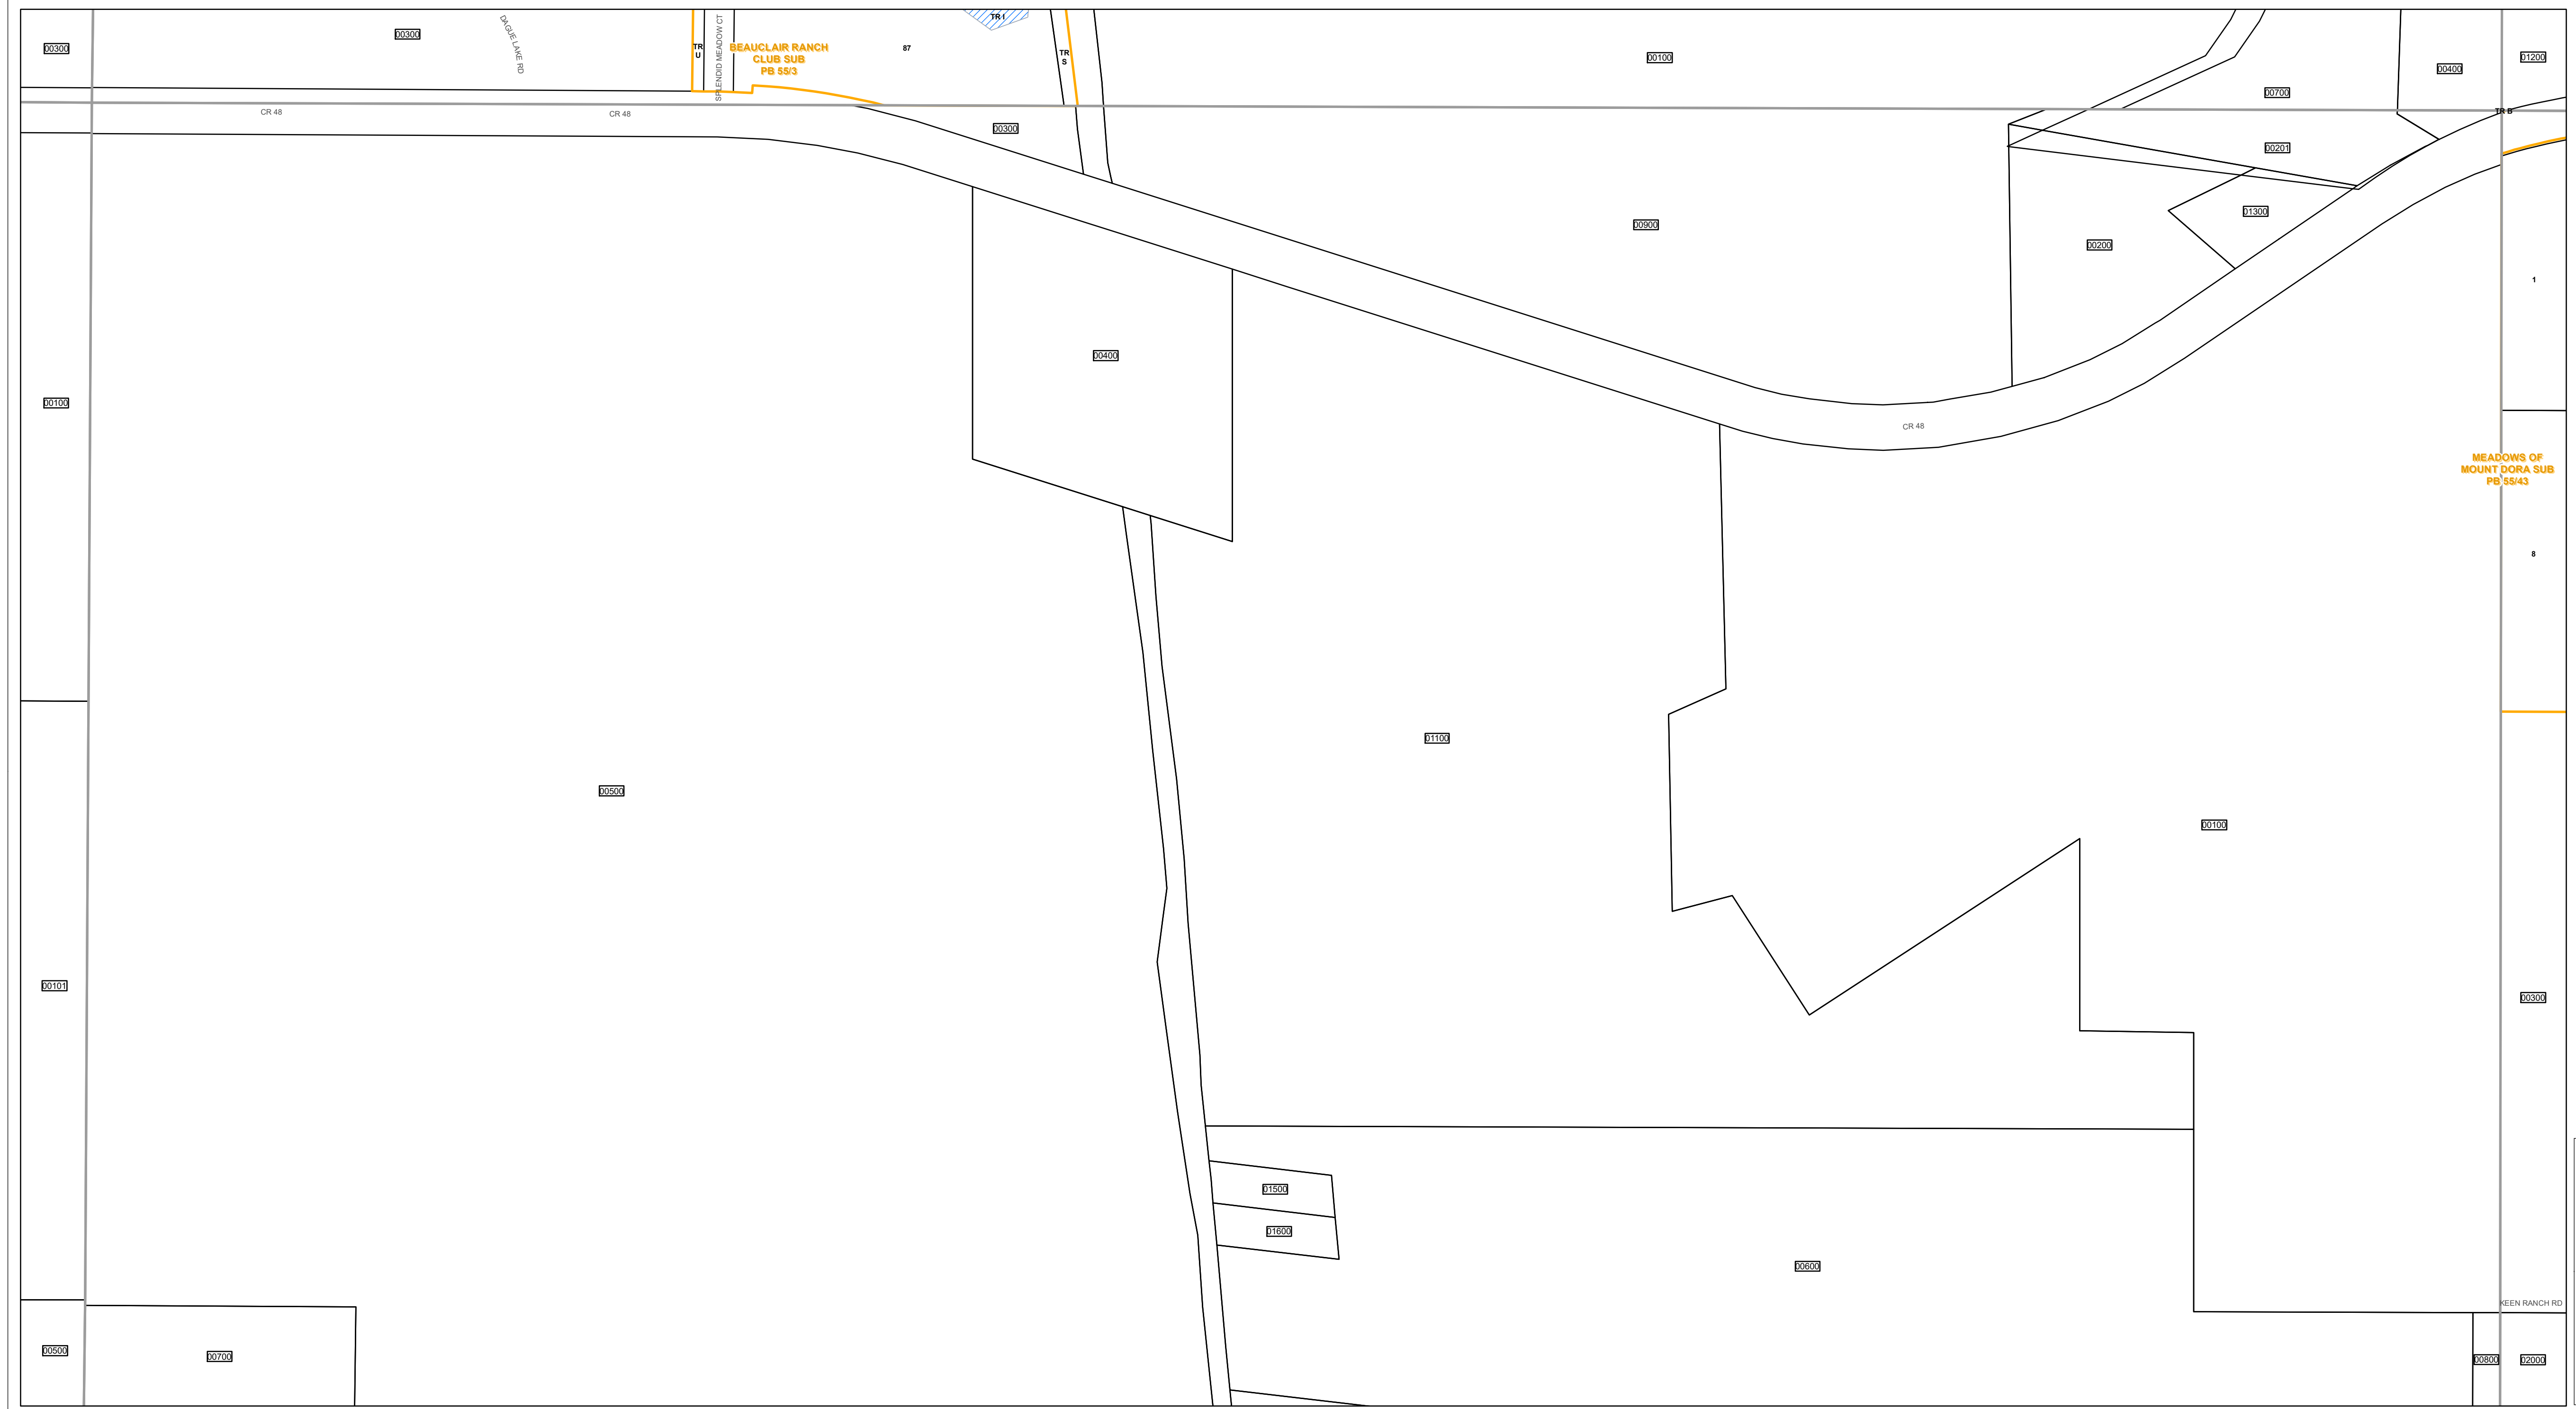 00300
00300
DAGUE LAKE RD
TR
U
SPLENDID MEADOW CT
BEAUCLAIR RANCH
CLUB SUB
PB 55/3
87
TR I
TR
S
00100
00400
01200
00700
TR B
CR 48
CR 48
00300
00201
01300
00900
00200
1
00400
00100
CR 48
MEADOWS OF
MOUNT DORA SUB
PB 55/43
8
01100
00500
00100
00101
00300
01500
01600
00600
KEEN RANCH RD
00500
00700
00800
02000